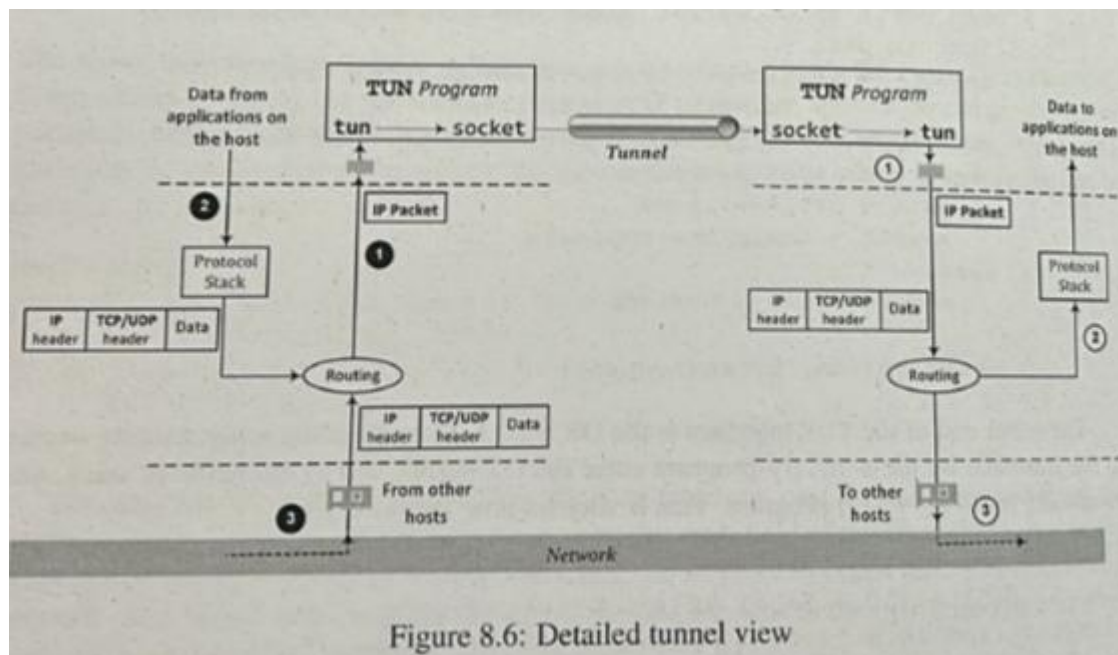 Data from
applications on
the host
TUN Program
tun
socket
Tunnel
TUN Program
socket
tun
Data to
applications on
the host
2
IP Packet
1
Protocol
Stack
IP
header
TCP/UDP
header
Data
Routing
IP
header
TCP/UDP
header
Data
3
From other
hosts
1
IP Packet
Protocol
Stack
IP
header
TCP/UDP
header
Data
2
Routing
To other
hosts
3
Network
Figure 8.6: Detailed tunnel view